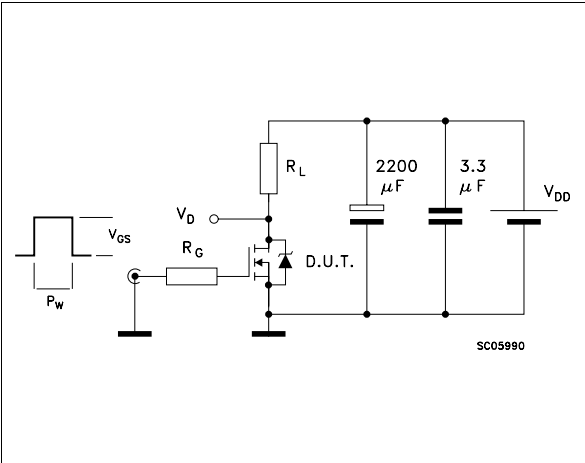 R_L
2200
μF
3.3
μF
V_DD
V_D
V_GS
R_G
D.U.T.
P_W
SC05990